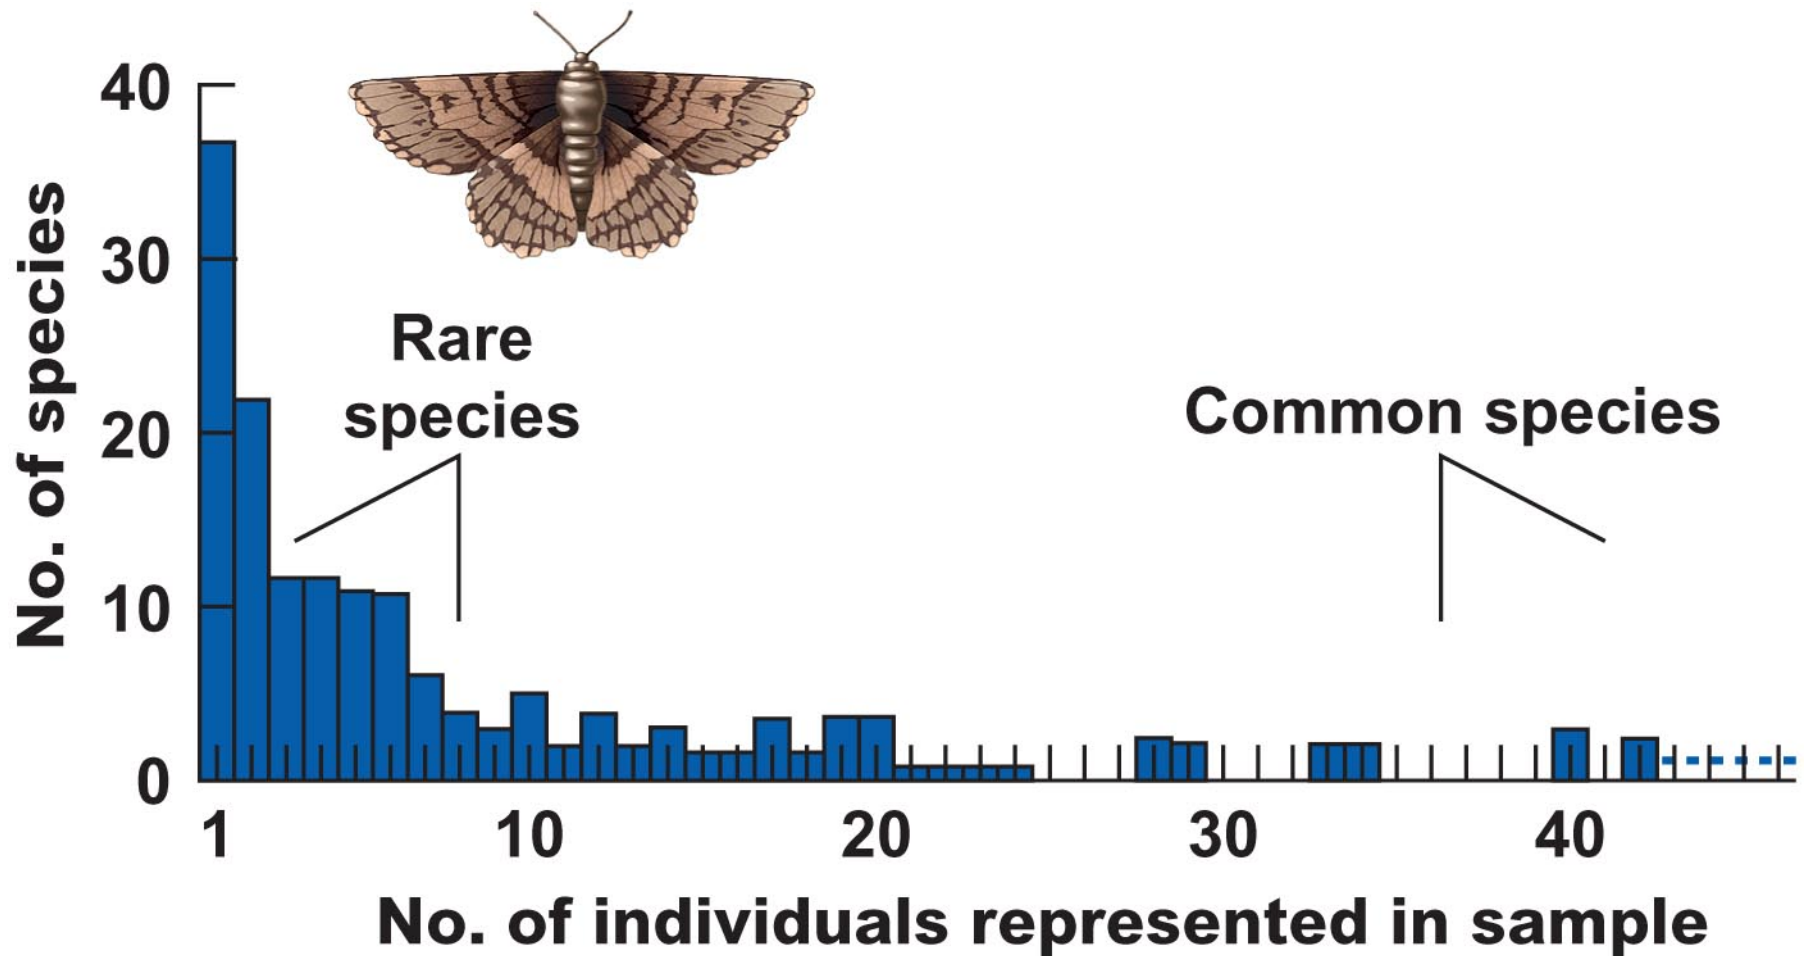 No. of species
40
30
20
10
0
Rare
species
Common species
1 10 20 30 40
No. of individuals represented in sample